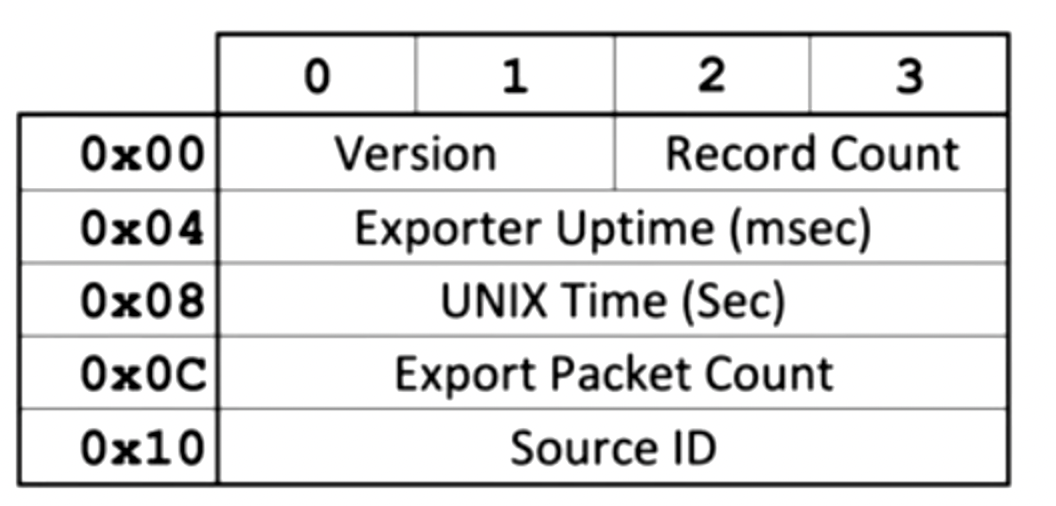 0 1 2 3
0x00 Version Record Count
0x04 Exporter Uptime (msec)
0x08 UNIX Time (Sec)
0x0C Export Packet Count
0x10 Source ID